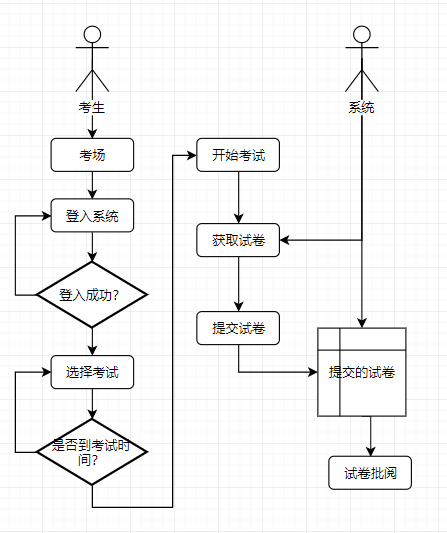 考生
系统
考场
开始考试
登入系统
获取试卷
登入成功?
提交试卷
选择考试
提交的试卷
是否到考试时
间?
试卷批阅